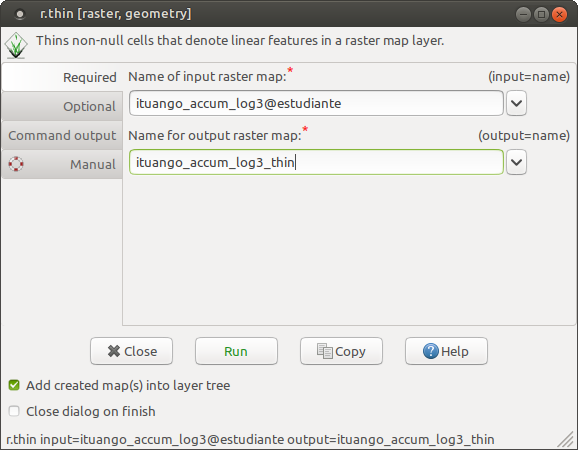 r.thin [raster, geometry]
Thins non-null cells that denote linear features in a raster map layer.
Required
Optional
Command output
Manual
Name of input raster map:* (input=name)
ituango_accum_log3@estudiante
Name for output raster map:* (output=name)
ituango_accum_log3_thin
Close Run Copy Help
Add created map(s) into layer tree
Close dialog on finish
r.thin input=ituango_accum_log3@estudiante output=ituango_accum_log3_thin